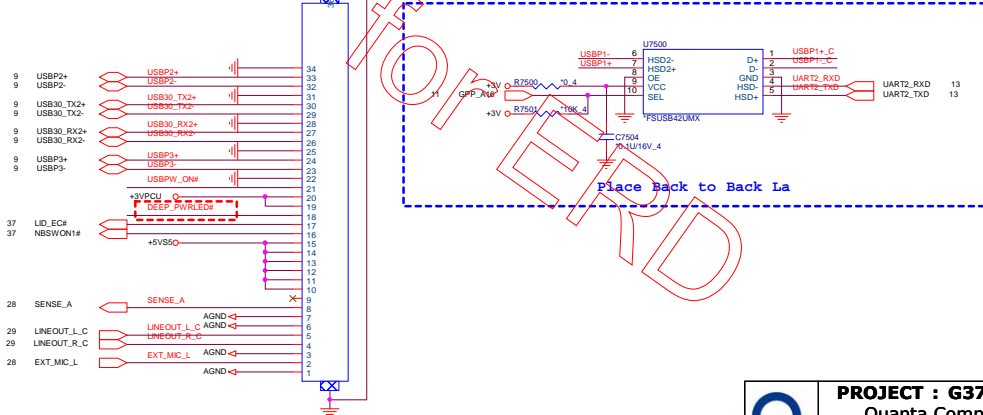 34
33
32
31
30
29
28
27
26
25
24
23
22
21
20
19
18
17
16
15
14
13
12
11
10
9
8
7
6
5
4
3
2
1
9 USBP2+ USBP2+
9 USBP2- USBP2-
9 USB30_TX2+ USB30_TX2+
9 USB30_TX2- USB30_TX2-
9 USB30_RX2+ USB30_RX2+
9 USB30_RX2- USB30_RX2-
9 USBP3+ USBP3+
9 USBP3- USBP3-
USBPW_ON#
+3VPCU
DEEP_PWRLED#
37 LID_EC#
37 NBSWON1#
+5VS5
28 SENSE_A SENSE_A
AGND
AGND
29 LINEOUT_L_C LINEOUT_L_C
29 LINEOUT_R_C LINEOUT_R_C
AGND
28 EXT_MIC_L EXT_MIC_L
AGND
U7500
USBP1- 6 HSD2- D+ 1 USBP1+_C
USBP1+ 7 HSD2+ D- 2 USBP1-_C
8 OE GND 3
9 VCC HSD- 4 UART2_RXD UART2_RXD 13
10 SEL HSD+ 5 UART2_TXD UART2_TXD 13
*FSUSB42UMX
+3V R7500 *0_4
11 GPP_A16
+3V R7501 *10K_4
C7504
*0.1U/16V_4
Place Back to Back La
for
ERD
PROJECT : G37
Quanta Comp